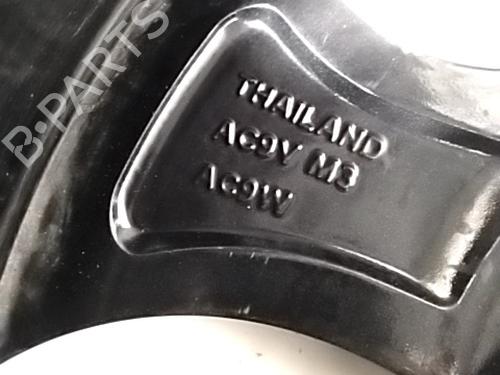 B-PARTS
THAILAND
AC9V M3
AC9W